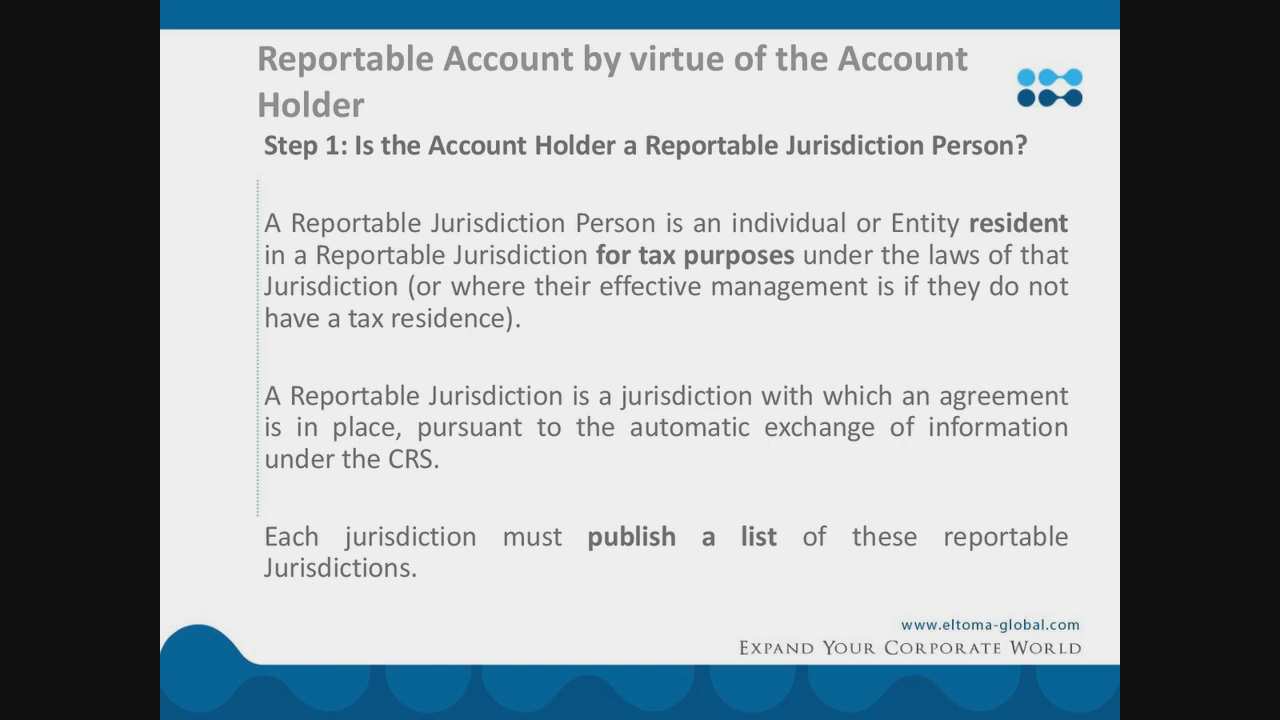 Reportable Account by virtue of the Account
Holder
Step 1: Is the Account Holder a Reportable Jurisdiction Person?
A Reportable Jurisdiction Person is an individual or Entity resident
in a Reportable Jurisdiction for tax purposes under the laws of that
Jurisdiction (or where their effective management is if they do not
have a tax residence).
A Reportable Jurisdiction is a jurisdiction with which an agreement
is in place, pursuant to the automatic exchange of information
under the CRS.
Each jurisdiction must publish a list of these reportable
Jurisdictions.
www.eltoma-global.com
Expand Your Corporate World